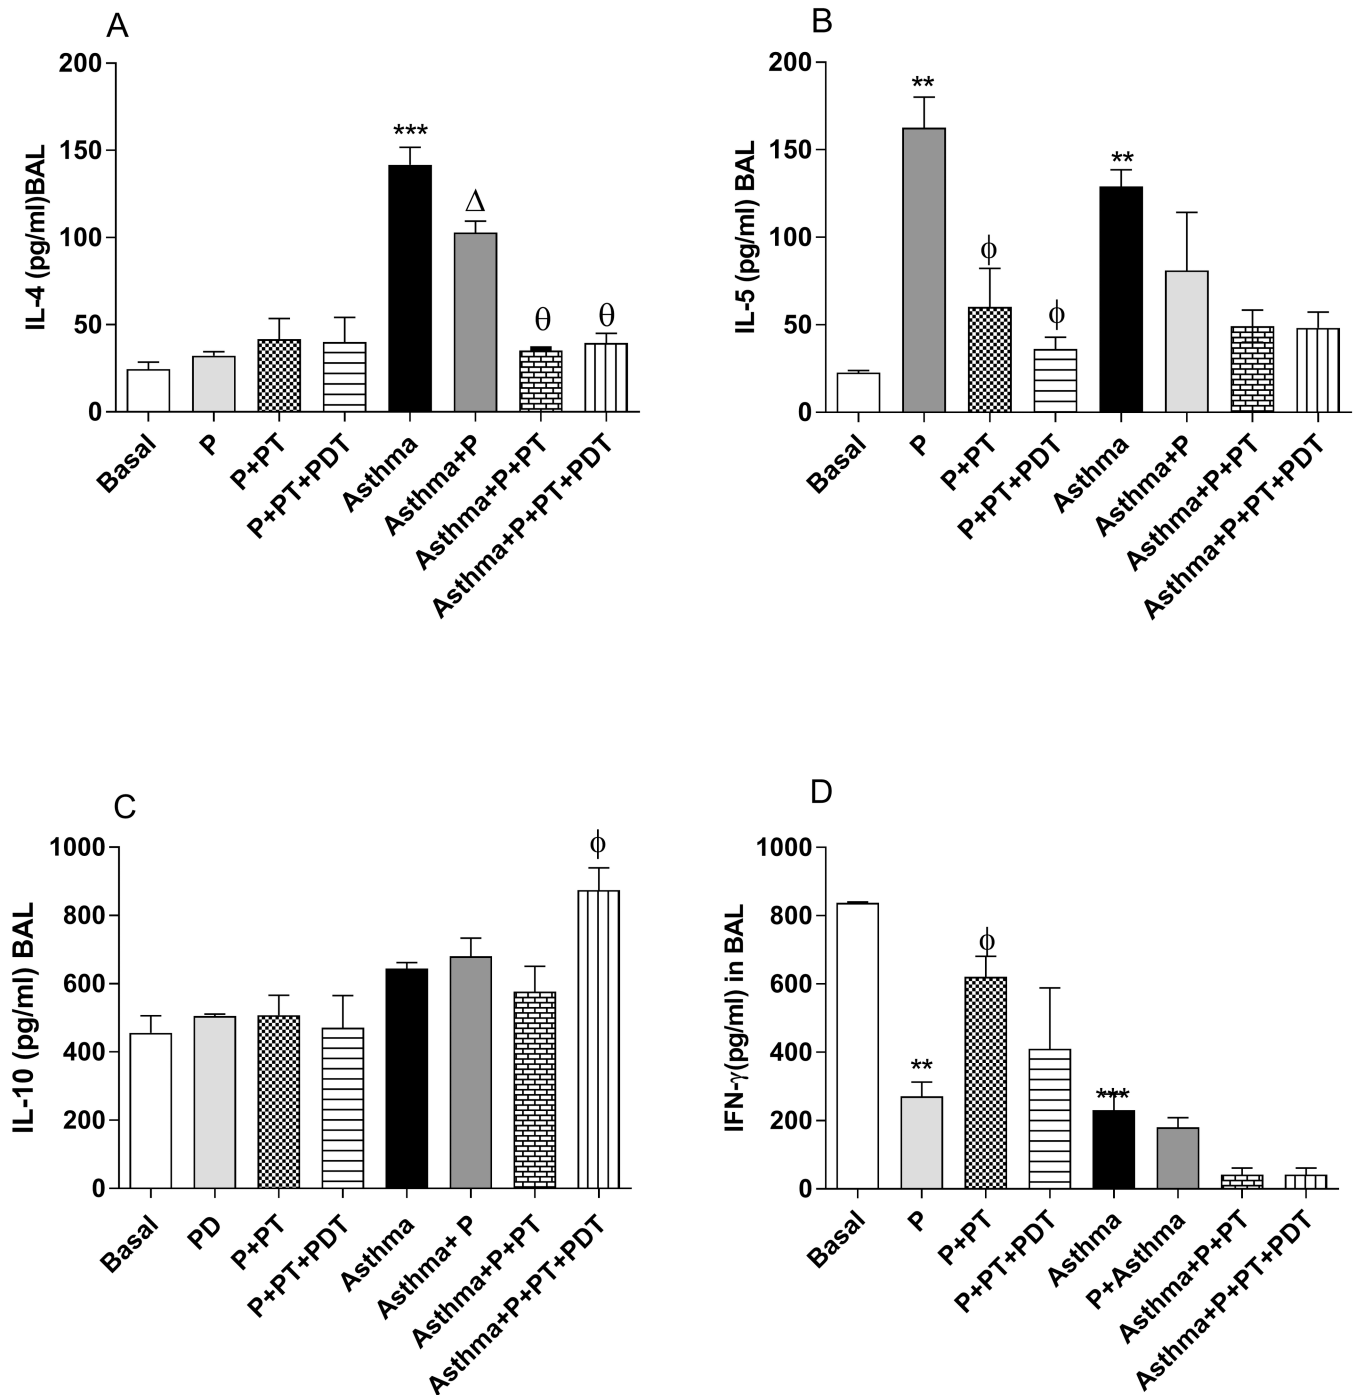 A
IL-4 (pg/ml)BAL
200
150
100
50
0
***
Δ
θ
θ
Basal
P
P+PT
P+PT+PDT
Asthma
Asthma+P
Asthma+P+PT
Asthma+P+PT+PDT
B
IL-5 (pg/ml) BAL
200
150
100
50
0
**
ϕ
ϕ
**
Basal
P
P+PT
P+PT+PDT
Asthma
Asthma+P
Asthma+P+PT
Asthma+P+PT+PDT
C
IL-10 (pg/ml) BAL
1000
800
600
400
200
0
ϕ
Basal
PD
P+PT
P+PT+PDT
Asthma
Asthma+ P
Asthma+P+PT
Asthma+P+PT+PDT
D
IFN-γ(pg/ml) in BAL
1000
800
600
400
200
0
**
ϕ
***
Basal
P
P+PT
P+PT+PDT
Asthma
P+Asthma
Asthma+P+PT
Asthma+P+PT+PDT